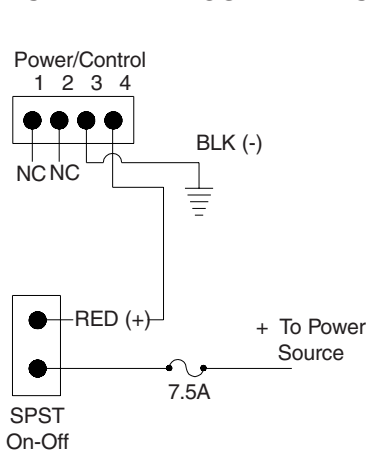 Power/Control
1 2 3 4
BLK (-)
NC NC
RED (+)
+ To Power
Source
7.5A
SPST
On-Off